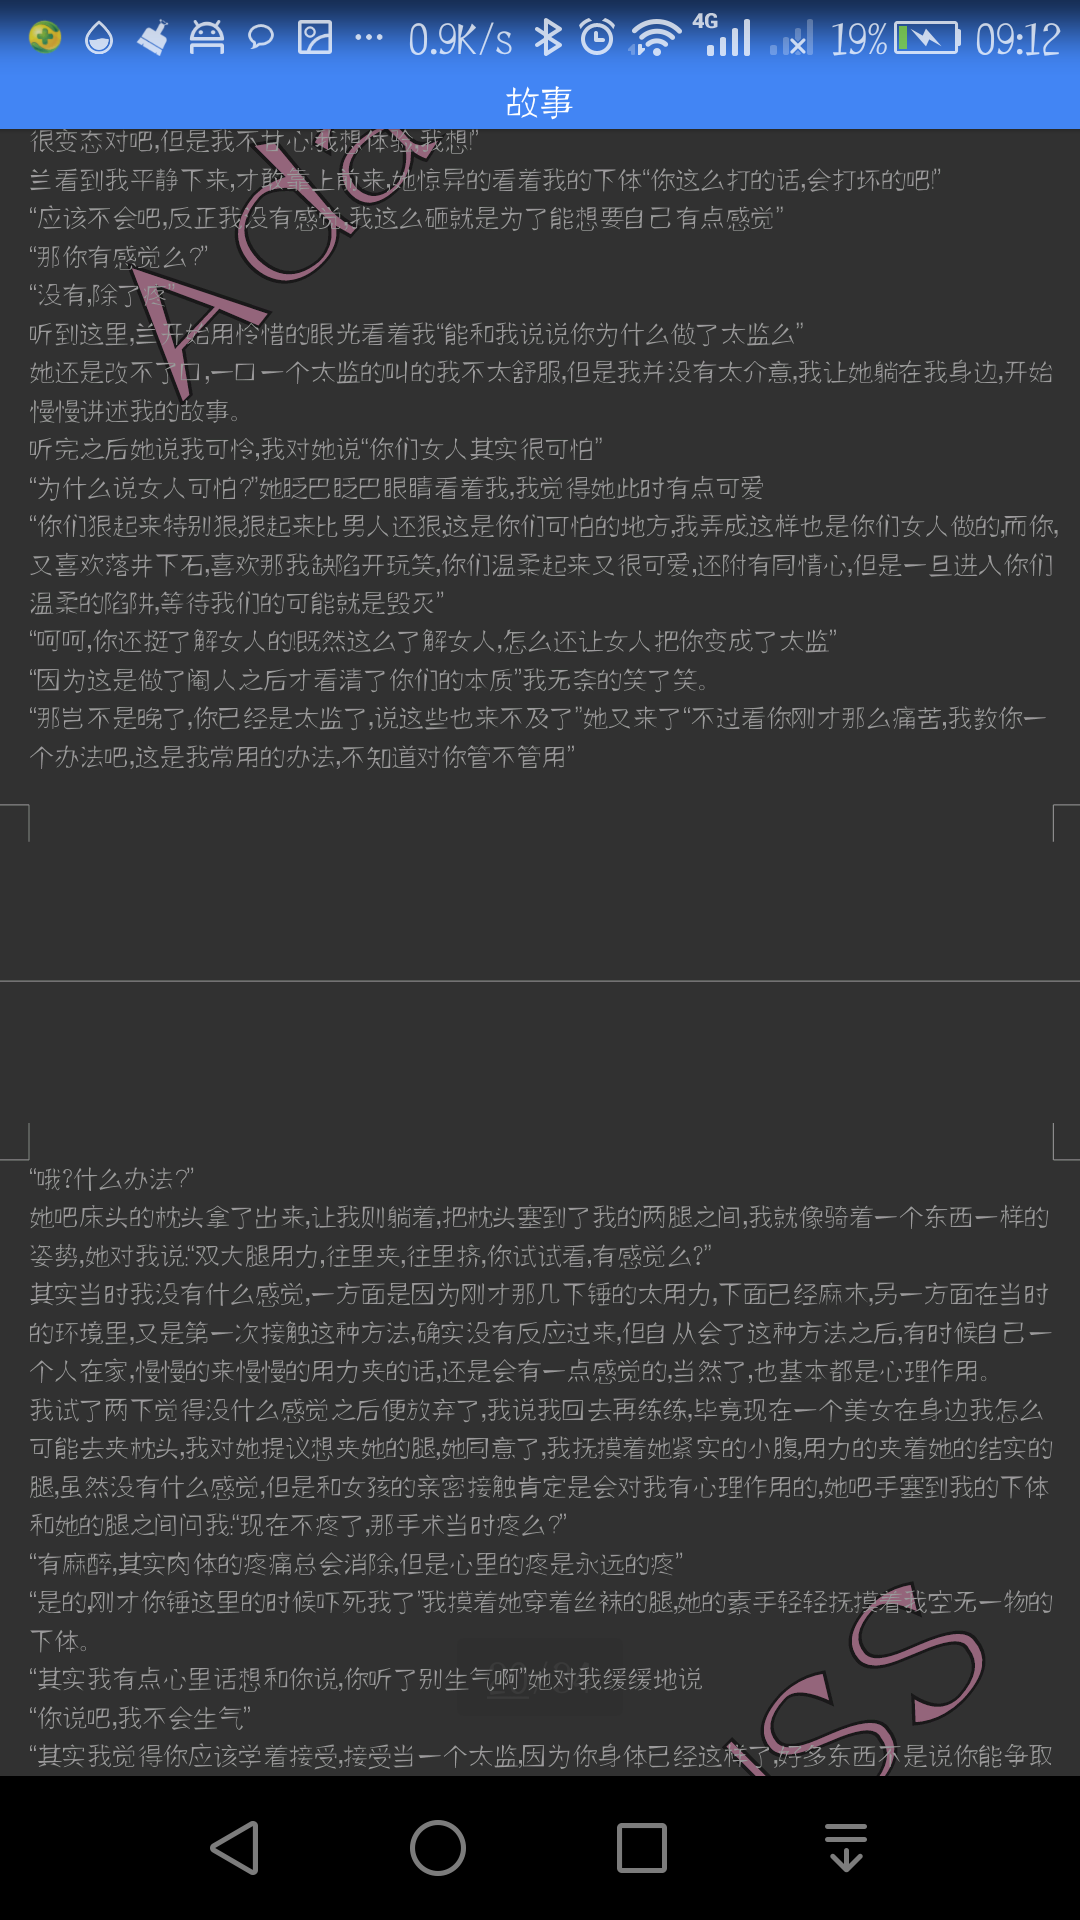 0.9K/s 4G 19% 09:12
故事
很变态对吧,但是我不甘心!我想体验,我想!”
兰看到我平静下来,才敢靠上前来,她惊异的看着我的下体“你这么打的话,会打坏的吧!”
“应该不会吧,反正我没有感觉,我这么砸就是为了能想要自己有点感觉”
“那你有感觉么?”
“没有,除了疼”
听到这里,兰开始用怜惜的眼光看着我“能和我说说你为什么做了太监么”
她还是改不了口,一口一个太监的叫的我不太舒服,但是我并没有太介意,我让她躺在我身边,开始
慢慢讲述我的故事。
听完之后她说我可怜,我对她说“你们女人其实很可怕”
“为什么说女人可怕?”她眨巴眨巴眼睛看着我,我觉得她此时有点可爱
“你们狠起来特别狠,狠起来比男人还狠,这是你们可怕的地方,我弄成这样也是你们女人做的,而你,
又喜欢落井下石,喜欢那我缺陷开玩笑,你们温柔起来又很可爱,还附有同情心,但是一旦进入你们
温柔的陷阱,等待我们的可能就是毁灭”
“呵呵,你还挺了解女人的!既然这么了解女人,怎么还让女人把你变成了太监”
“因为这是做了阉人之后才看清了你们的本质”我无奈的笑了笑。
“那岂不是晚了,你已经是太监了,说这些也来不及了”她又来了“不过看你刚才那么痛苦,我教你一
个办法吧,这是我常用的办法,不知道对你管不管用”
“哦?什么办法?”
她吧床头的枕头拿了出来,让我则躺着,把枕头塞到了我的两腿之间,我就像骑着一个东西一样的
姿势,她对我说:“双大腿用力,往里夹,往里挤,你试试看,有感觉么?”
其实当时我没有什么感觉,一方面是因为刚才那几下锤的太用力,下面已经麻木,另一方面在当时
的环境里,又是第一次接触这种方法,确实没有反应过来,但自从会了这种方法之后,有时候自己一
个人在家,慢慢的来慢慢的用力夹的话,还是会有一点感觉的,当然了,也基本都是心理作用。
我试了两下觉得没什么感觉之后便放弃了,我说我回去再练练,毕竟现在一个美女在身边我怎么
可能去夹枕头,我对她提议想夹她的腿,她同意了,我抚摸着她紧实的小腹,用力的夹着她的结实的
腿,虽然没有什么感觉,但是和女孩的亲密接触肯定是会对我有心理作用的,她吧手塞到我的下体
和她的腿之间问我:“现在不疼了,那手术当时疼么?”
“有麻醉,其实肉体的疼痛总会消除,但是心里的疼是永远的疼”
“是的,刚才你锤这里的时候吓死我了”我摸着她穿着丝袜的腿,她的素手轻轻抚摸着我空无一物的
下体。
“其实我有点心里话想和你说,你听了别生气啊”她对我缓缓地说
“你说吧,我不会生气”
“其实我觉得你应该学着接受,接受当一个太监,因为你身体已经这样了,好多东西不是说你能争取